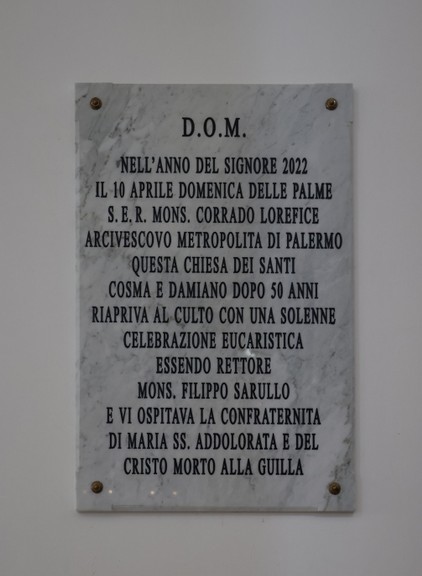 D.O.M.
NELL'ANNO DEL SIGNORE 2022
IL 10 APRILE DOMENICA DELLE PALME
S.E.R. MONS. CORRADO LOREFICE
ARCIVESCOVO METROPOLITA DI PALERMO
QUESTA CHIESA DEI SANTI
COSMA E DAMIANO DOPO 50 ANNI
RIAPRIVA AL CULTO CON UNA SOLENNE
CELEBRAZIONE EUCARISTICA
ESSENDO RETTORE
MONS. FILIPPO SARULLO
E VI OSPITAVA LA CONFRATERNITA
DI MARIA SS. ADDOLORATA E DEL
CRISTO MORTO ALLA GUILLA